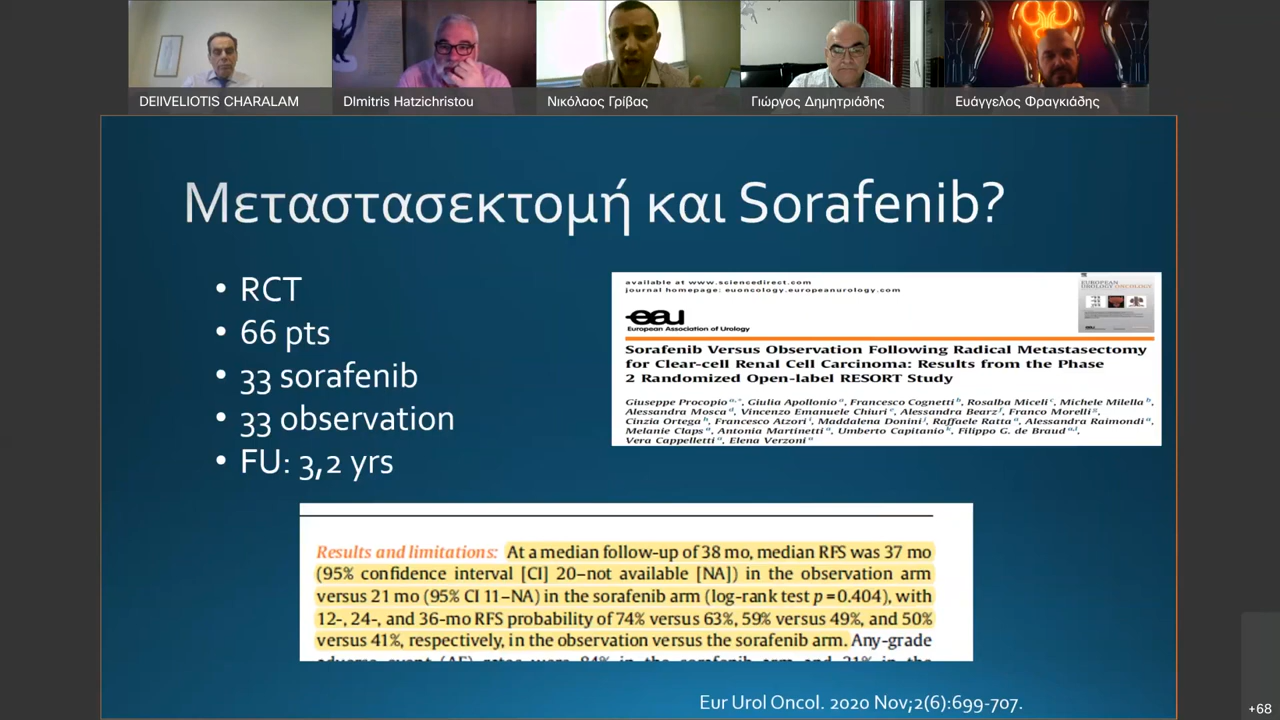 DEIIVELIOTIS CHARALAM
DImitris Hatzichristou
Νικόλαος Γρίβας
Γιώργος Δημητριάδης
Ευάγγελος Φραγκιάδης
Μεταστασεκτομή και Sorafenib?
• RCT
• 66 pts
• 33 sorafenib
• 33 observation
• FU: 3,2 yrs
available at www.sciencedirect.com
journal homepage: euoncology.europeanurology.com
EUROPEAN
UROLOGY ONCOLOGY
eau
European Association of Urology
Sorafenib Versus Observation Following Radical Metastasectomy
for Clear-cell Renal Cell Carcinoma: Results from the Phase
2 Randomized Open-label RESORT Study
Giuseppe Procopio a,*, Giulia Apollonio a, Francesco Cognetti b, Rosalba Miceli c, Michele Milella b,
Alessandra Mosca d, Vincenzo Emanuele Chiuri e, Alessandra Bearz f, Franco Morelli g,
Cinzia Ortega h, Francesco Atzori i, Maddalena Donini j, Raffaele Ratta a, Alessandra Raimondi a,
Melanie Claps a, Antonia Martinetti a, Umberto Capitanio k, Filippo G. de Braud a,l,
Vera Cappelletti a, Elena Verzoni a
Results and limitations: At a median follow-up of 38 mo, median RFS was 37 mo
(95% confidence interval [CI] 20–not available [NA]) in the observation arm
versus 21 mo (95% CI 11–NA) in the sorafenib arm (log-rank test p = 0.404), with
12-, 24-, and 36-mo RFS probability of 74% versus 63%, 59% versus 49%, and 50%
versus 41%, respectively, in the observation versus the sorafenib arm. Any-grade
Eur Urol Oncol. 2020 Nov;2(6):699-707.
+68